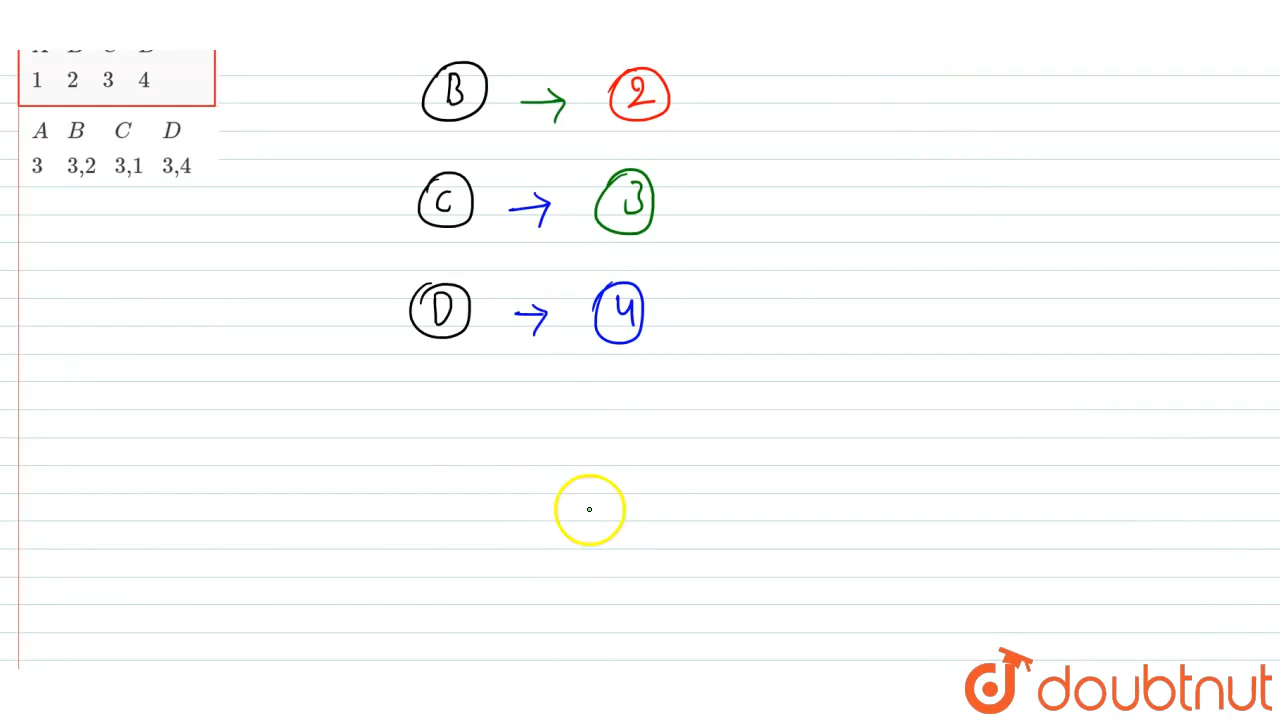 A B C D
1 2 3 4
A B C D
3 3,2 3,1 3,4
B → 2
C → 3
D → 4
doubtnut